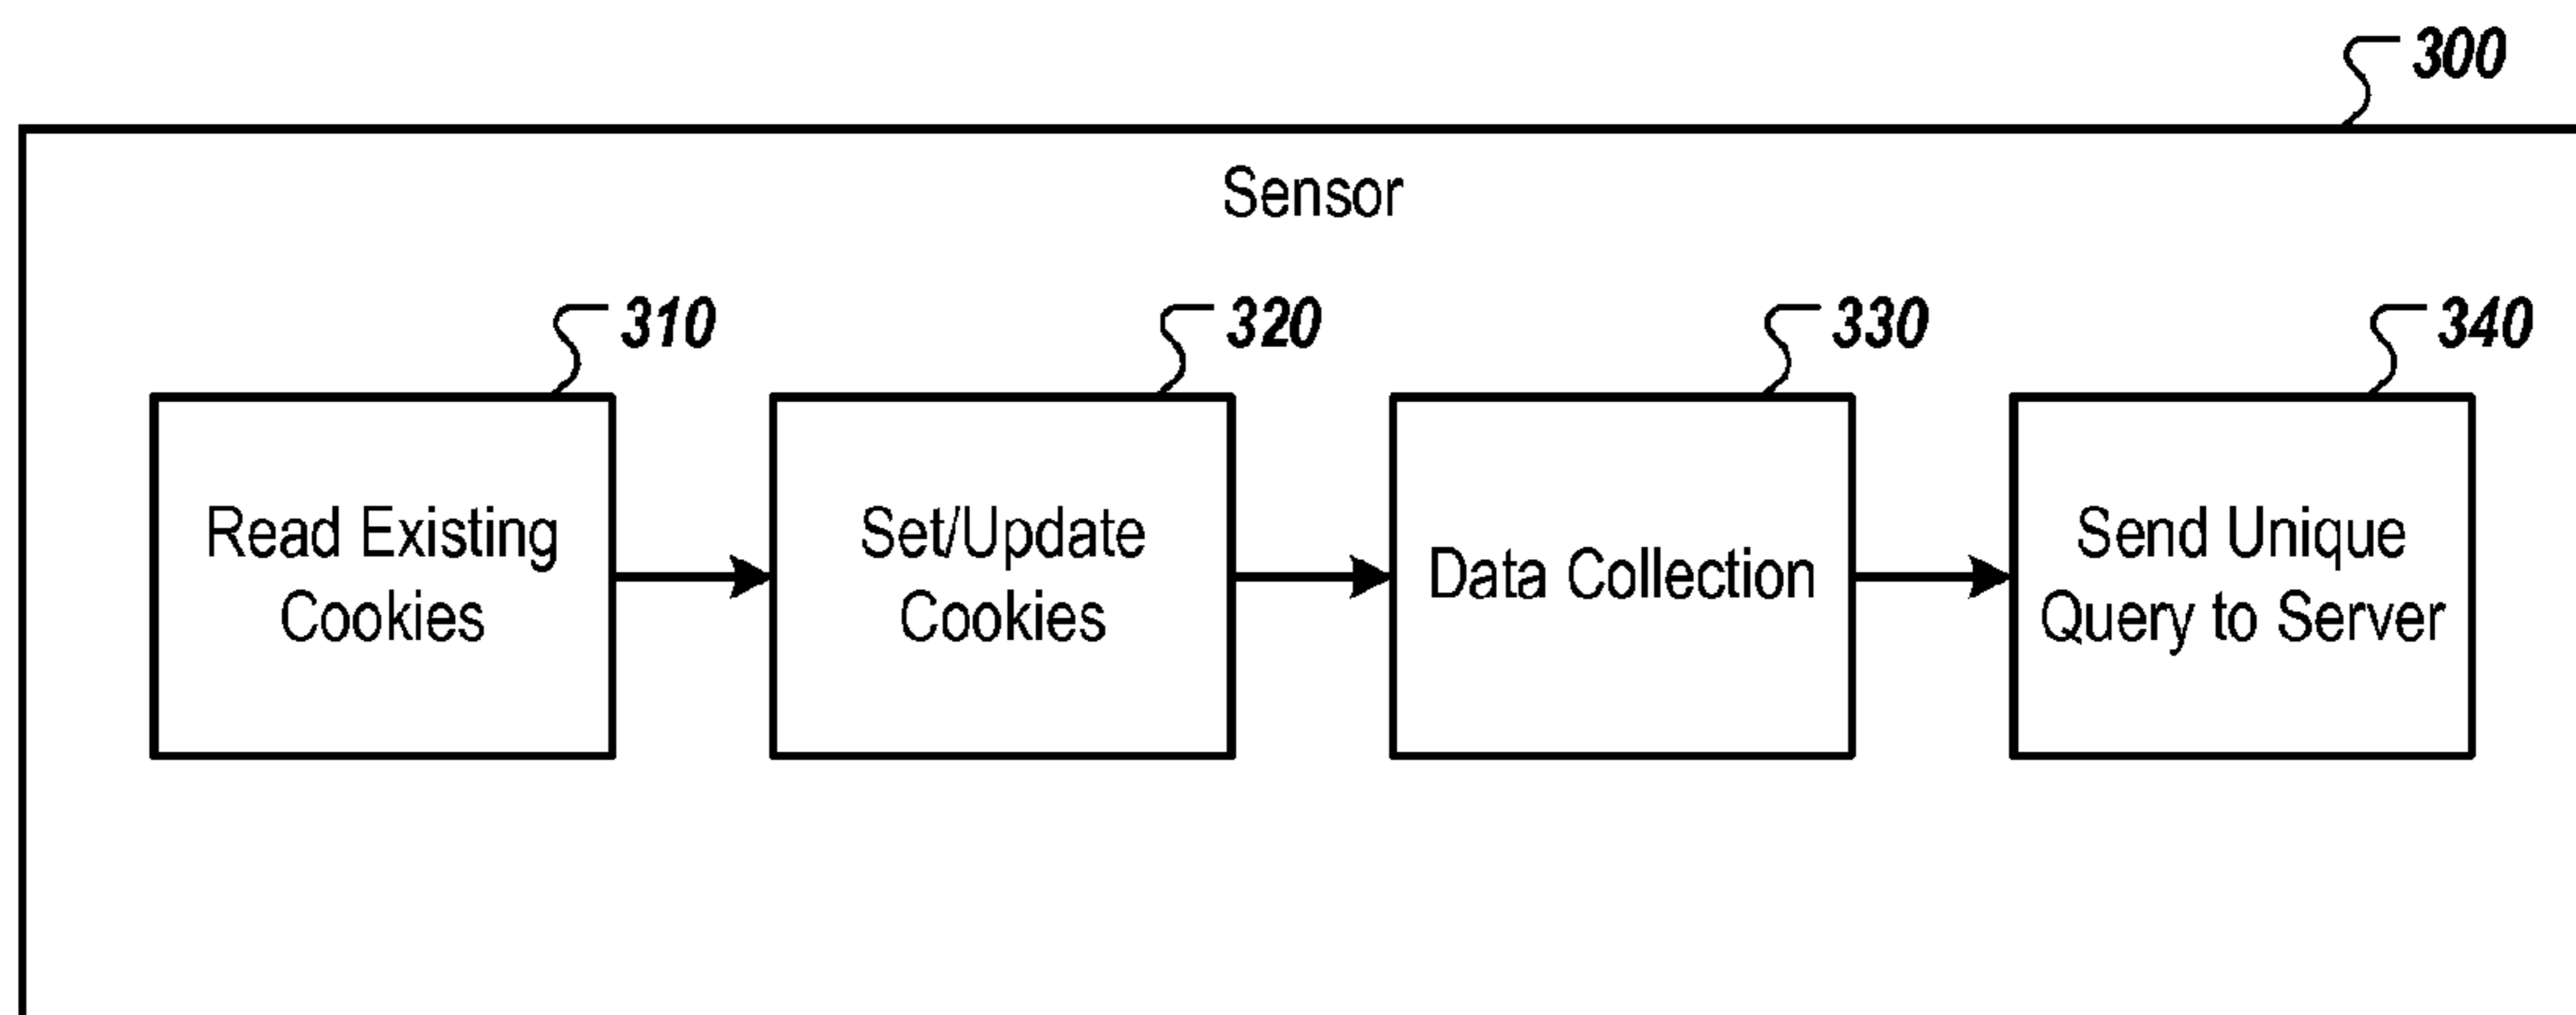 300
Sensor
310
320
330
340
Read Existing
Cookies
Set/Update
Cookies
Data Collection
Send Unique
Query to Server